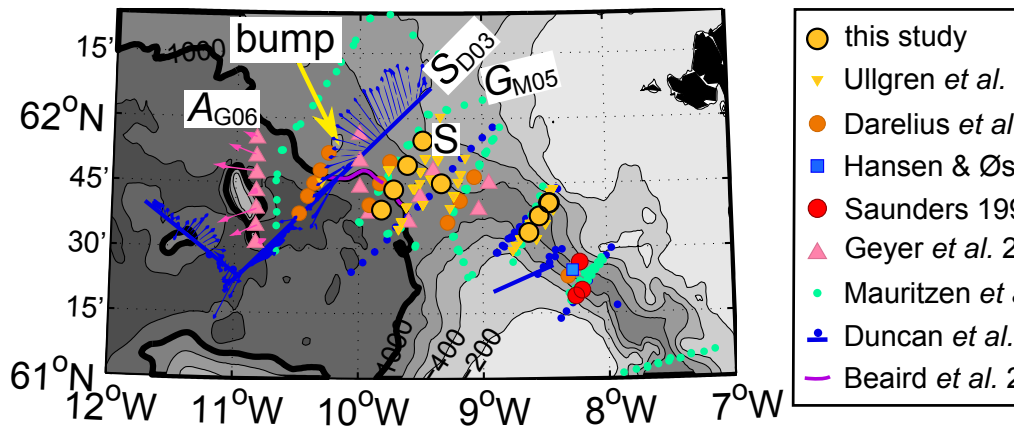 15'
62°N
45'
30'
15'
61°N
12°W
11°W
10°W
9°W
8°W
7°W
1000
bump
S D03
G M05
A G06
S
1000
400
200
this study
Ullgren et al.
Darelius et al.
Hansen & Øs
Saunders 199
Geyer et al. 2
Mauritzen et a
Duncan et al.
Beaird et al. 2